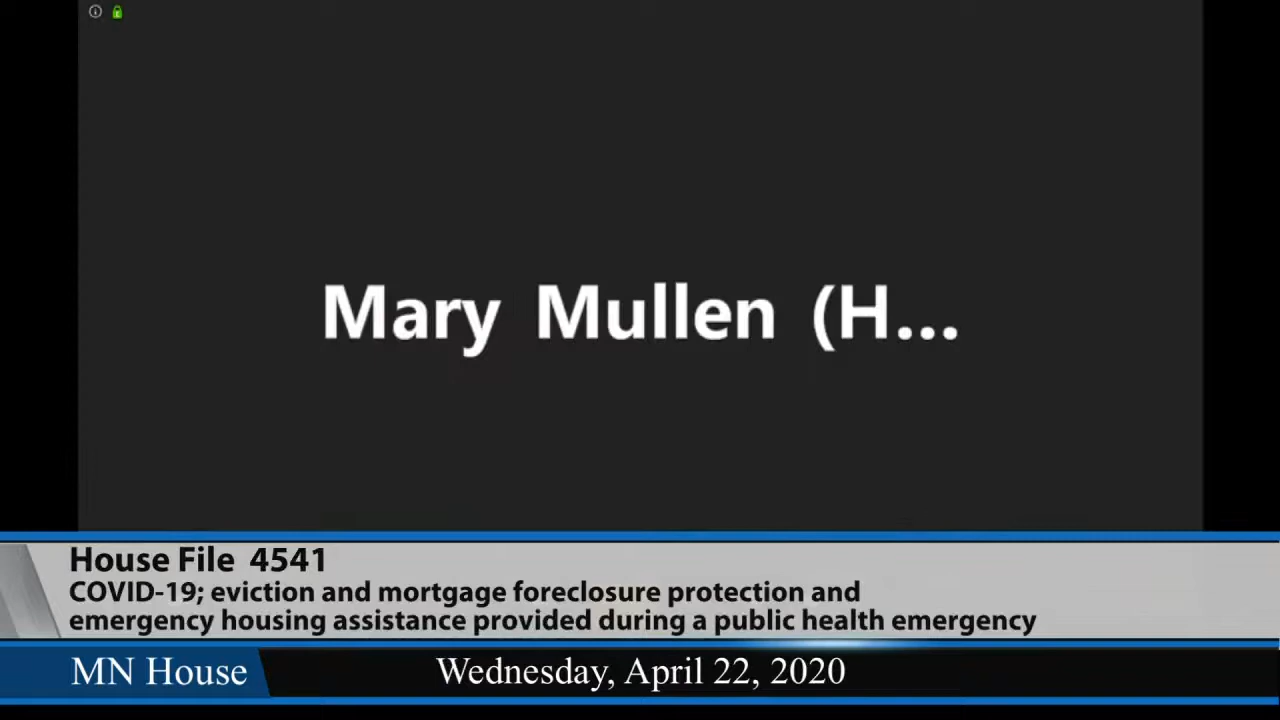 Mary Mullen (H...
House File 4541
COVID-19; eviction and mortgage foreclosure protection and
emergency housing assistance provided during a public health emergency
MN House
Wednesday, April 22, 2020